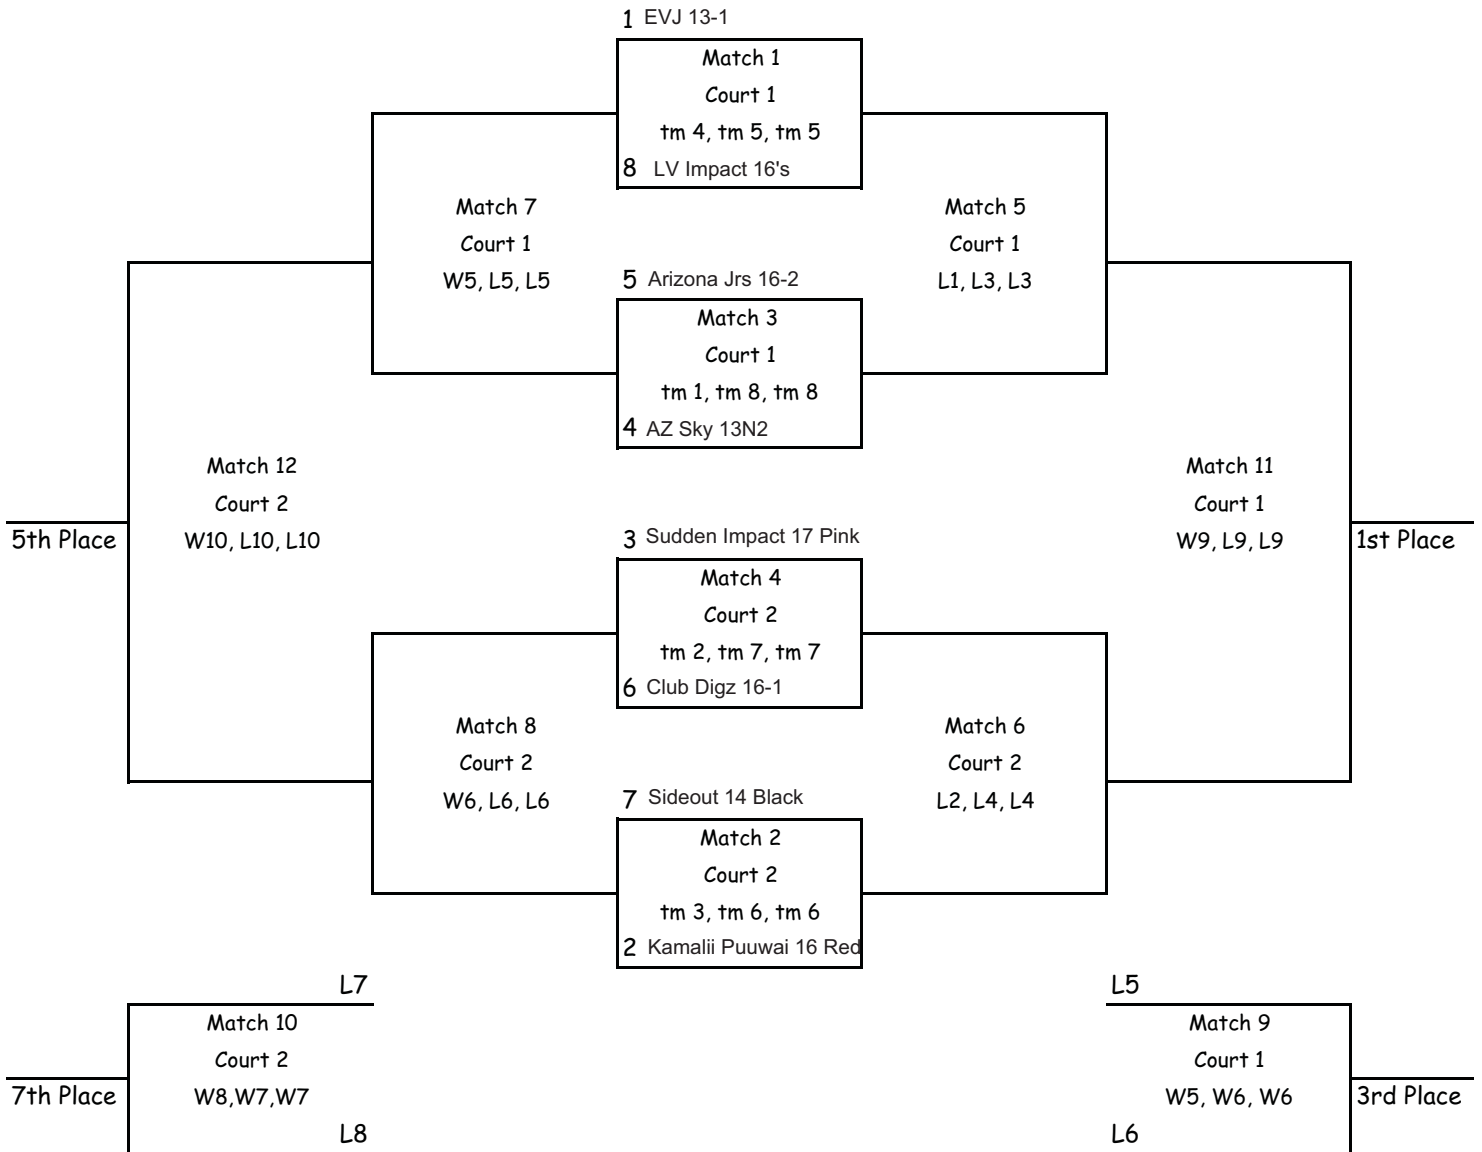 1 EVJ 13-1
Match 1
Court 1
tm 4, tm 5, tm 5
8 LV Impact 16's
Match 7
Court 1
W5, L5, L5
Match 5
Court 1
L1, L3, L3
5 Arizona Jrs 16-2
Match 3
Court 1
tm 1, tm 8, tm 8
4 AZ Sky 13N2
Match 12
Court 2
W10, L10, L10
5th Place
Match 11
Court 1
W9, L9, L9
1st Place
3 Sudden Impact 17 Pink
Match 4
Court 2
tm 2, tm 7, tm 7
6 Club Digz 16-1
Match 8
Court 2
W6, L6, L6
Match 6
Court 2
L2, L4, L4
7 Sideout 14 Black
Match 2
Court 2
tm 3, tm 6, tm 6
2 Kamalii Puuwai 16 Red
L7
Match 10
Court 2
W8,W7,W7
7th Place
L8
L5
Match 9
Court 1
W5, W6, W6
3rd Place
L6